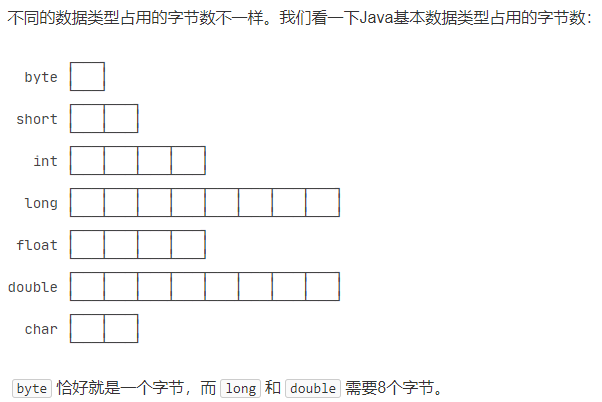 不同的数据类型占用的字节数不一样。我们看一下Java基本数据类型占用的字节数：
byte
short
int
long
float
double
char
byte 恰好就是一个字节，而 long 和 double 需要8个字节。